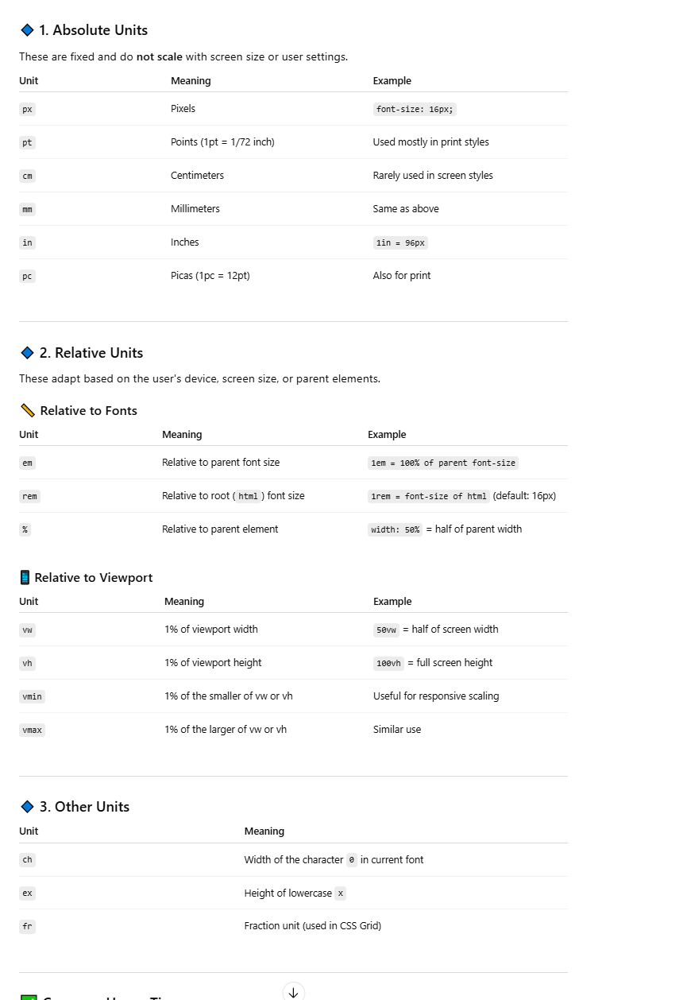 1. Absolute Units
These are fixed and do not scale with screen size or user settings.
Unit Meaning Example
px Pixels font-size: 16px;
pt Points (1pt = 1/72 inch) Used mostly in print styles
cm Centimeters Rarely used in screen styles
mm Millimeters Same as above
in Inches 1in = 96px
pc Picas (1pc = 12pt) Also for print
2. Relative Units
These adapt based on the user's device, screen size, or parent elements.
Relative to Fonts
Unit Meaning Example
em Relative to parent font size 1em = 100% of parent font-size
rem Relative to root (html) font size 1rem = font-size of html (default: 16px)
% Relative to parent element width: 50% = half of parent width
Relative to Viewport
Unit Meaning Example
vw 1% of viewport width 50vw = half of screen width
vh 1% of viewport height 100vh = full screen height
vmin 1% of the smaller of vw or vh Useful for responsive scaling
vmax 1% of the larger of vw or vh Similar use
3. Other Units
Unit Meaning
ch Width of the character 0 in current font
ex Height of lowercase x
fr Fraction unit (used in CSS Grid)